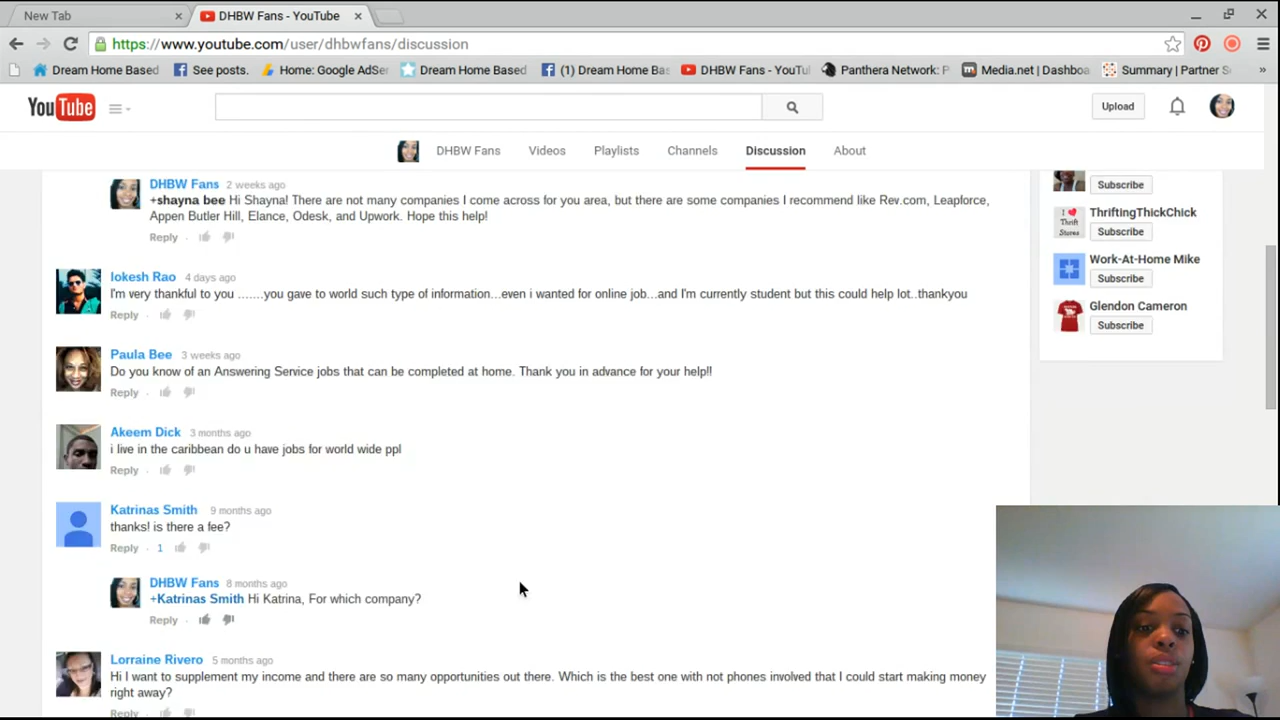 New Tab
DHBW Fans - YouTube
https://www.youtube.com/user/dhbwfans/discussion
Dream Home Based
See posts.
Home: Google AdSen
Dream Home Based
(1) Dream Home Bas
DHBW Fans - YouTu
Panthera Network: P
Media.net | Dashboa
Summary | Partner S
»
YouTube
Upload
DHBW Fans
Videos
Playlists
Channels
Discussion
About
DHBW Fans 2 weeks ago
+shayna bee Hi Shayna! There are not many companies I come across for you area, but there are some companies I recommend like Rev.com, Leapforce,
Appen Butler Hill, Elance, Odesk, and Upwork. Hope this help!
Reply
lokesh Rao 4 days ago
I'm very thankful to you .......you gave to world such type of information...even i wanted for online job...and I'm currently student but this could help lot..thankyou
Reply
Paula Bee 3 weeks ago
Do you know of an Answering Service jobs that can be completed at home. Thank you in advance for your help!!
Reply
Akeem Dick 3 months ago
i live in the caribbean do u have jobs for world wide ppl
Reply
Katrinas Smith 9 months ago
thanks! is there a fee?
Reply · 1
DHBW Fans 8 months ago
+Katrinas Smith Hi Katrina, For which company?
Reply
Lorraine Rivero 5 months ago
Hi I want to supplement my income and there are so many opportunities out there. Which is the best one with not phones involved that I could start making money
right away?
Reply
Subscribe
I ♥ Thrift Stores
ThriftingThickChick
Subscribe
Work-At-Home Mike
Subscribe
Glendon Cameron
Subscribe